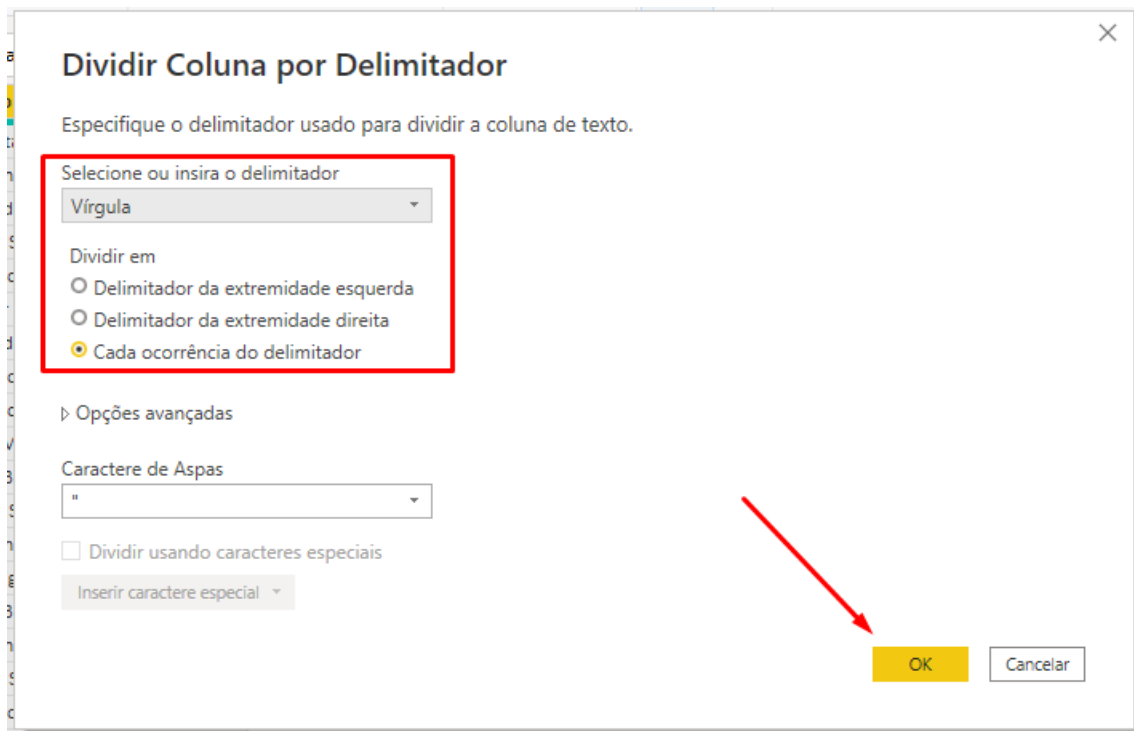 Dividir Coluna por Delimitador
Especifique o delimitador usado para dividir a coluna de texto.
Selecione ou insira o delimitador
Vírgula
Dividir em
Delimitador da extremidade esquerda
Delimitador da extremidade direita
Cada ocorrência do delimitador
Opções avançadas
Caractere de Aspas
"
Dividir usando caracteres especiais
Inserir caractere especial
OK
Cancelar